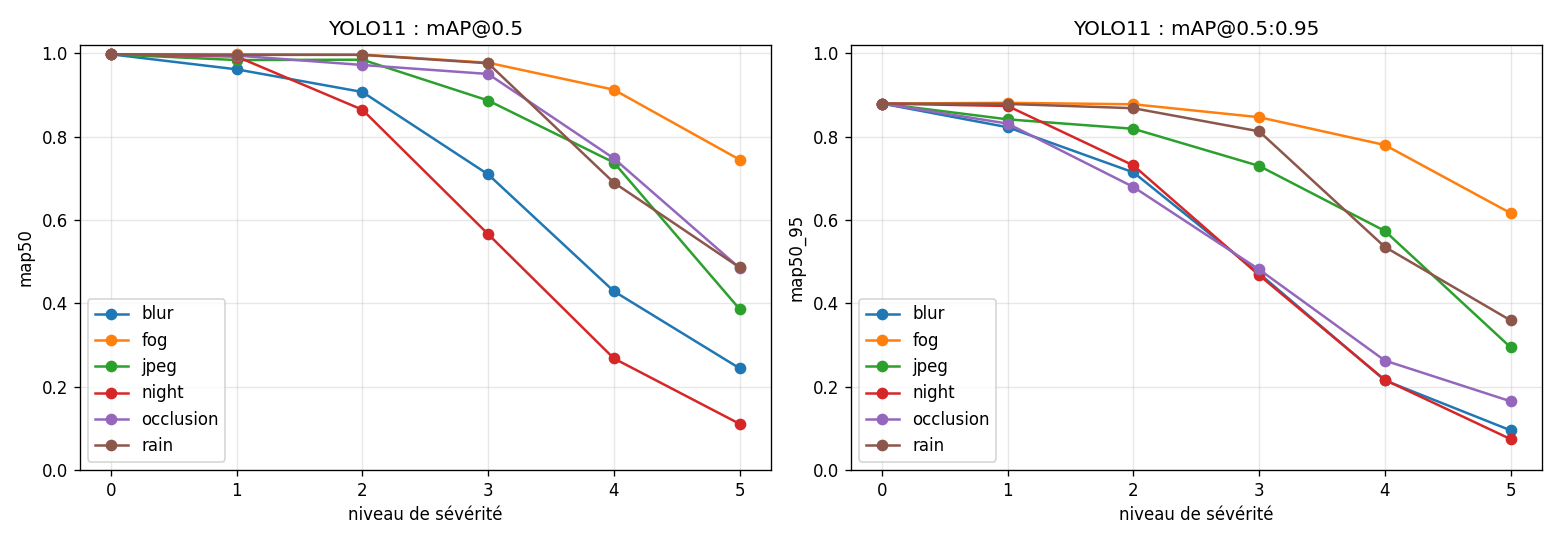 YOLO11 : mAP@0.5
map50
1.0
0.8
0.6
0.4
0.2
0.0
blur
fog
jpeg
night
occlusion
rain
0 1 2 3 4 5
niveau de sévérité
YOLO11 : mAP@0.5:0.95
map50_95
1.0
0.8
0.6
0.4
0.2
0.0
blur
fog
jpeg
night
occlusion
rain
0 1 2 3 4 5
niveau de sévérité